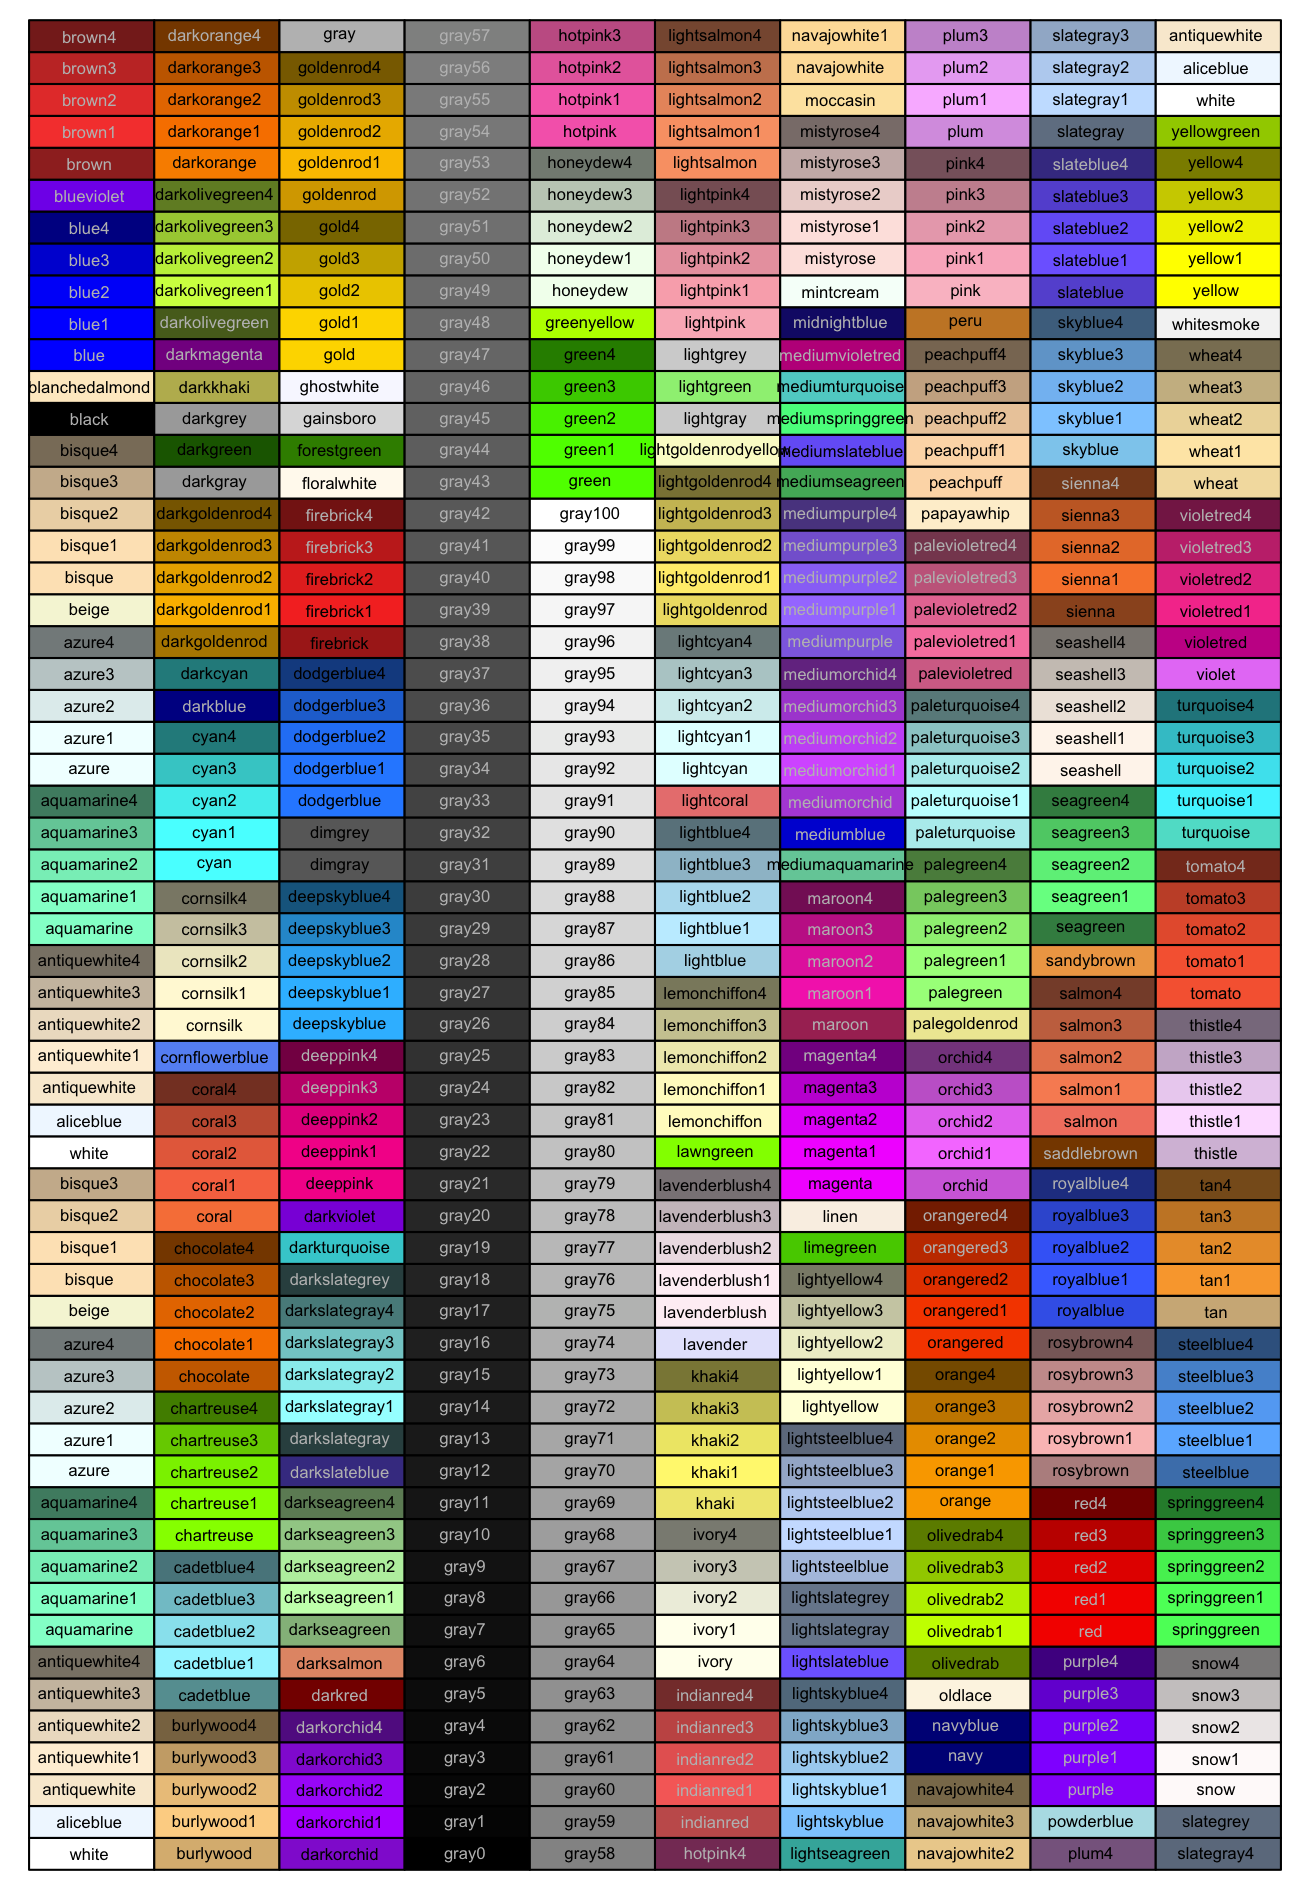 brown4 darkorange4 gray gray57 hotpink3 lightsalmon4 navajowhite1 plum3 slategray3 antiquewhite
brown3 darkorange3 goldenrod4 gray56 hotpink2 lightsalmon3 navajowhite plum2 slategray2 aliceblue
brown2 darkorange2 goldenrod3 gray55 hotpink1 lightsalmon2 moccasin plum1 slategray1 white
brown1 darkorange1 goldenrod2 gray54 hotpink lightsalmon1 mistyrose4 plum slategray yellowgreen
brown darkorange goldenrod1 gray53 honeydew4 lightsalmon mistyrose3 pink4 slateblue4 yellow4
blueviolet darkolivegreen4 goldenrod gray52 honeydew3 lightpink4 mistyrose2 pink3 slateblue3 yellow3
blue4 darkolivegreen3 gold4 gray51 honeydew2 lightpink3 mistyrose1 pink2 slateblue2 yellow2
blue3 darkolivegreen2 gold3 gray50 honeydew1 lightpink2 mistyrose pink1 slateblue1 yellow1
blue2 darkolivegreen1 gold2 gray49 honeydew lightpink1 mintcream pink slateblue yellow
blue1 darkolivegreen gold1 gray48 greenyellow lightpink midnightblue peru skyblue4 whitesmoke
blue darkmagenta gold gray47 green4 lightgrey mediumvioletred peachpuff4 skyblue3 wheat4
blanchedalmond darkkhaki ghostwhite gray46 green3 lightgreen mediumturquoise peachpuff3 skyblue2 wheat3
black darkgrey gainsboro gray45 green2 lightgray mediumspringgreen peachpuff2 skyblue1 wheat2
bisque4 darkgreen forestgreen gray44 green1 lightgoldenrodyellow mediumslateblue peachpuff1 skyblue wheat1
bisque3 darkgray floralwhite gray43 green lightgoldenrod4 mediumseagreen peachpuff sienna4 wheat
bisque2 darkgoldenrod4 firebrick4 gray42 gray100 lightgoldenrod3 mediumpurple4 papayawhip sienna3 violetred4
bisque1 darkgoldenrod3 firebrick3 gray41 gray99 lightgoldenrod2 mediumpurple3 palevioletred4 sienna2 violetred3
bisque darkgoldenrod2 firebrick2 gray40 gray98 lightgoldenrod1 mediumpurple2 palevioletred3 sienna1 violetred2
beige darkgoldenrod1 firebrick1 gray39 gray97 lightgoldenrod mediumpurple1 palevioletred2 sienna violetred1
azure4 darkgoldenrod firebrick gray38 gray96 lightcyan4 mediumpurple palevioletred1 seashell4 violetred
azure3 darkcyan dodgerblue4 gray37 gray95 lightcyan3 mediumorchid4 palevioletred seashell3 violet
azure2 darkblue dodgerblue3 gray36 gray94 lightcyan2 mediumorchid3 paleturquoise4 seashell2 turquoise4
azure1 cyan4 dodgerblue2 gray35 gray93 lightcyan1 mediumorchid2 paleturquoise3 seashell1 turquoise3
azure cyan3 dodgerblue1 gray34 gray92 lightcyan mediumorchid1 paleturquoise2 seashell turquoise2
aquamarine4 cyan2 dodgerblue gray33 gray91 lightcoral mediumorchid paleturquoise1 seagreen4 turquoise1
aquamarine3 cyan1 dimgrey gray32 gray90 lightblue4 mediumblue paleturquoise seagreen3 turquoise
aquamarine2 cyan dimgray gray31 gray89 lightblue3 mediumaquamarine palegreen4 seagreen2 tomato4
aquamarine1 cornsilk4 deepskyblue4 gray30 gray88 lightblue2 maroon4 palegreen3 seagreen1 tomato3
aquamarine cornsilk3 deepskyblue3 gray29 gray87 lightblue1 maroon3 palegreen2 seagreen tomato2
antiquewhite4 cornsilk2 deepskyblue2 gray28 gray86 lightblue maroon2 palegreen1 sandybrown tomato1
antiquewhite3 cornsilk1 deepskyblue1 gray27 gray85 lemonchiffon4 maroon1 palegreen salmon4 tomato
antiquewhite2 cornsilk deepskyblue gray26 gray84 lemonchiffon3 maroon palegoldenrod salmon3 thistle4
antiquewhite1 cornflowerblue deeppink4 gray25 gray83 lemonchiffon2 magenta4 orchid4 salmon2 thistle3
antiquewhite coral4 deeppink3 gray24 gray82 lemonchiffon1 magenta3 orchid3 salmon1 thistle2
aliceblue coral3 deeppink2 gray23 gray81 lemonchiffon magenta2 orchid2 salmon thistle1
white coral2 deeppink1 gray22 gray80 lawngreen magenta1 orchid1 saddlebrown thistle
bisque3 coral1 deeppink gray21 gray79 lavenderblush4 magenta orchid royalblue4 tan4
bisque2 coral darkviolet gray20 gray78 lavenderblush3 linen orangered4 royalblue3 tan3
bisque1 chocolate4 darkturquoise gray19 gray77 lavenderblush2 limegreen orangered3 royalblue2 tan2
bisque chocolate3 darkslategrey gray18 gray76 lavenderblush1 lightyellow4 orangered2 royalblue1 tan1
beige chocolate2 darkslategray4 gray17 gray75 lavenderblush lightyellow3 orangered1 royalblue tan
azure4 chocolate1 darkslategray3 gray16 gray74 lavender lightyellow2 orangered rosybrown4 steelblue4
azure3 chocolate darkslategray2 gray15 gray73 khaki4 lightyellow1 orange4 rosybrown3 steelblue3
azure2 chartreuse4 darkslategray1 gray14 gray72 khaki3 lightyellow orange3 rosybrown2 steelblue2
azure1 chartreuse3 darkslategray gray13 gray71 khaki2 lightsteelblue4 orange2 rosybrown1 steelblue1
azure chartreuse2 darkslateblue gray12 gray70 khaki1 lightsteelblue3 orange1 rosybrown steelblue
aquamarine4 chartreuse1 darkseagreen4 gray11 gray69 khaki lightsteelblue2 orange red4 springgreen4
aquamarine3 chartreuse darkseagreen3 gray10 gray68 ivory4 lightsteelblue1 olivedrab4 red3 springgreen3
aquamarine2 cadetblue4 darkseagreen2 gray9 gray67 ivory3 lightsteelblue olivedrab3 red2 springgreen2
aquamarine1 cadetblue3 darkseagreen1 gray8 gray66 ivory2 lightslategrey olivedrab2 red1 springgreen1
aquamarine cadetblue2 darkseagreen gray7 gray65 ivory1 lightslategray olivedrab1 red springgreen
antiquewhite4 cadetblue1 darksalmon gray6 gray64 ivory lightslateblue olivedrab purple4 snow4
antiquewhite3 cadetblue darkred gray5 gray63 indianred4 lightskyblue4 oldlace purple3 snow3
antiquewhite2 burlywood4 darkorchid4 gray4 gray62 indianred3 lightskyblue3 navyblue purple2 snow2
antiquewhite1 burlywood3 darkorchid3 gray3 gray61 indianred2 lightskyblue2 navy purple1 snow1
antiquewhite burlywood2 darkorchid2 gray2 gray60 indianred1 lightskyblue1 navajowhite4 purple snow
aliceblue burlywood1 darkorchid1 gray1 gray59 indianred lightskyblue navajowhite3 powderblue slategrey
white burlywood darkorchid gray0 gray58 hotpink4 lightseagreen navajowhite2 plum4 slategray4